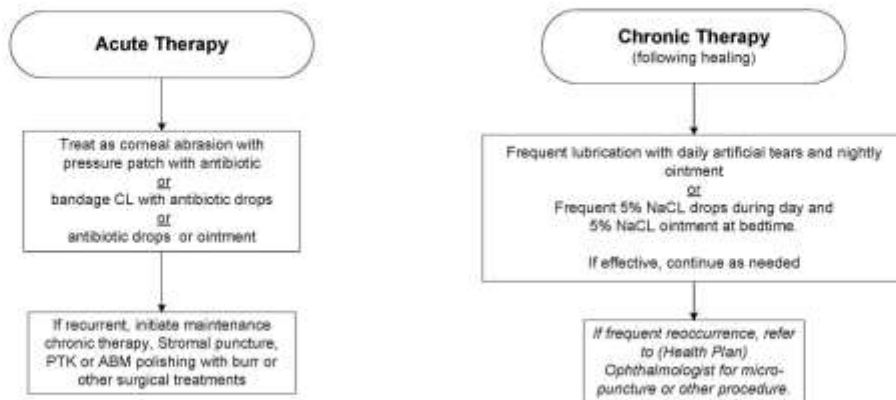 Acute Therapy
Treat as corneal abrasion with
pressure patch with antibiotic
or
bandage CL with antibiotic drops
or
antibiotic drops or ointment
If recurrent, initiate maintenance
chronic therapy, Stromal puncture,
PTK or ABM polishing with burr or
other surgical treatments
Chronic Therapy
(following healing)
Frequent lubrication with daily artificial tears and nightly
ointment
or
Frequent 5% NaCL drops during day and
5% NaCL ointment at bedtime.
If effective, continue as needed
If frequent reoccurrence, refer
to (Health Plan)
Ophthalmologist for micro-
puncture or other procedure.